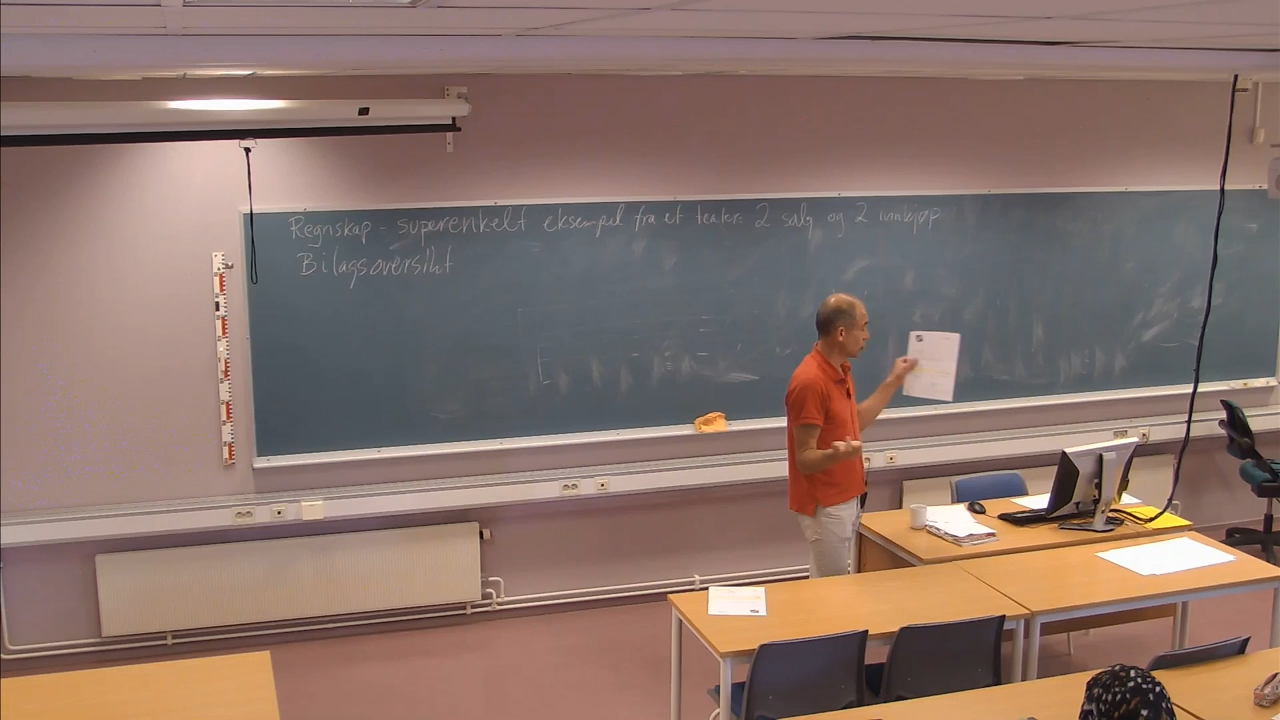 Regnskap - superenkelt eksempel fra et teater: 2 salg og 2 innkjøp
Bilagsoversikt